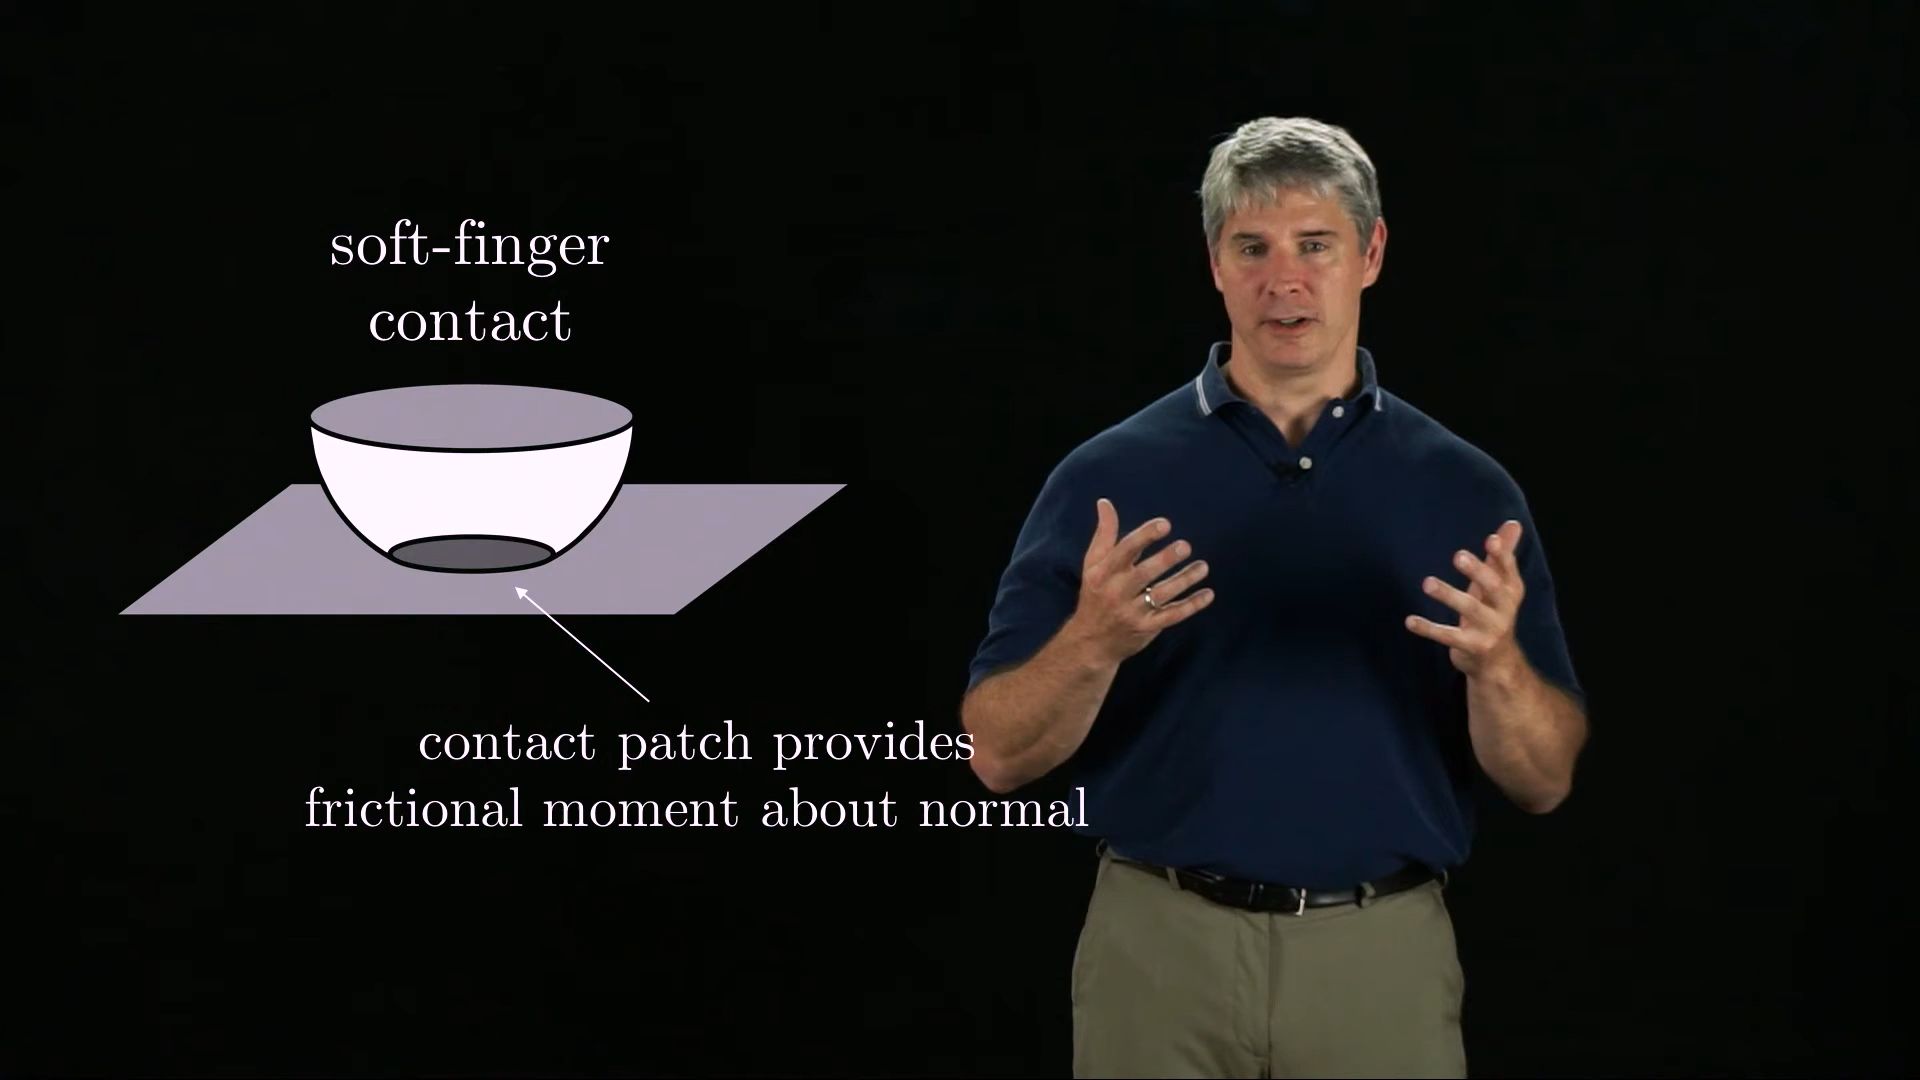 soft-finger
contact
contact patch provides
frictional moment about normal